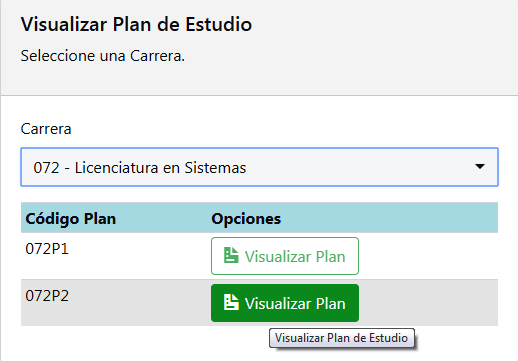 Visualizar Plan de Estudio
Seleccione una Carrera.
Carrera
072 - Licenciatura en Sistemas
Código Plan Opciones
072P1 Visualizar Plan
072P2 Visualizar Plan
Visualizar Plan de Estudio